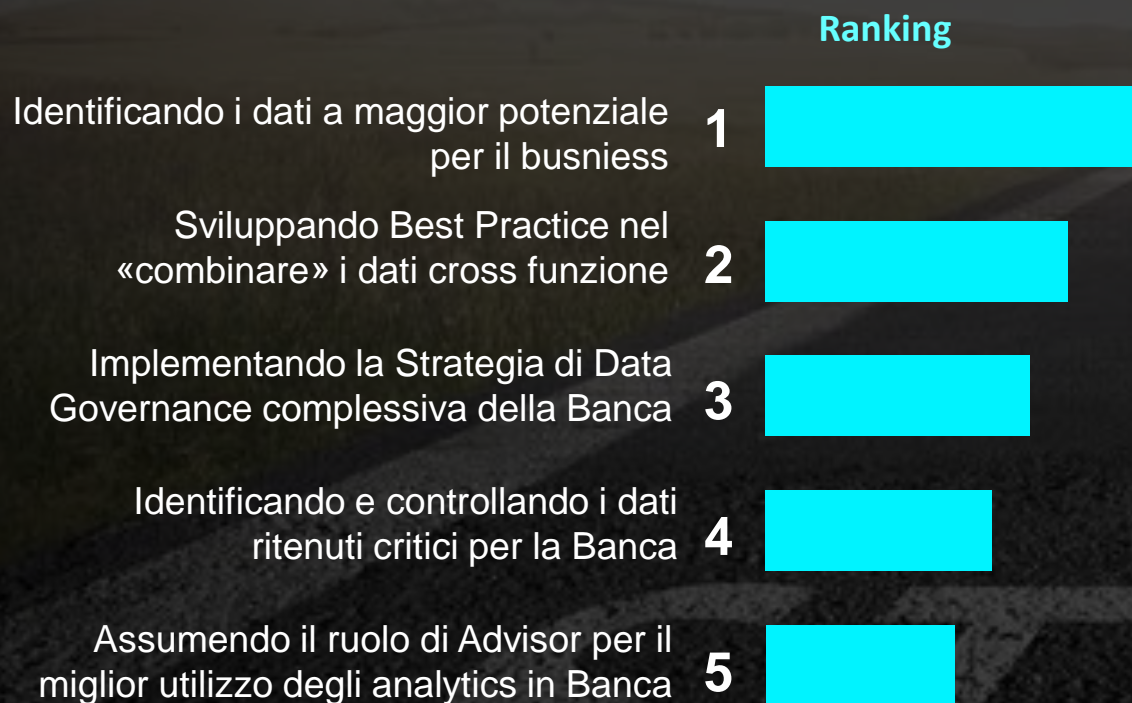 Ranking
Identificando i dati a maggior potenziale
per il busniess
1
Sviluppando Best Practice nel
«combinare» i dati cross funzione
2
Implementando la Strategia di Data
Governance complessiva della Banca
3
Identificando e controllando i dati
ritenuti critici per la Banca
4
Assumendo il ruolo di Advisor per il
miglior utilizzo degli analytics in Banca
5